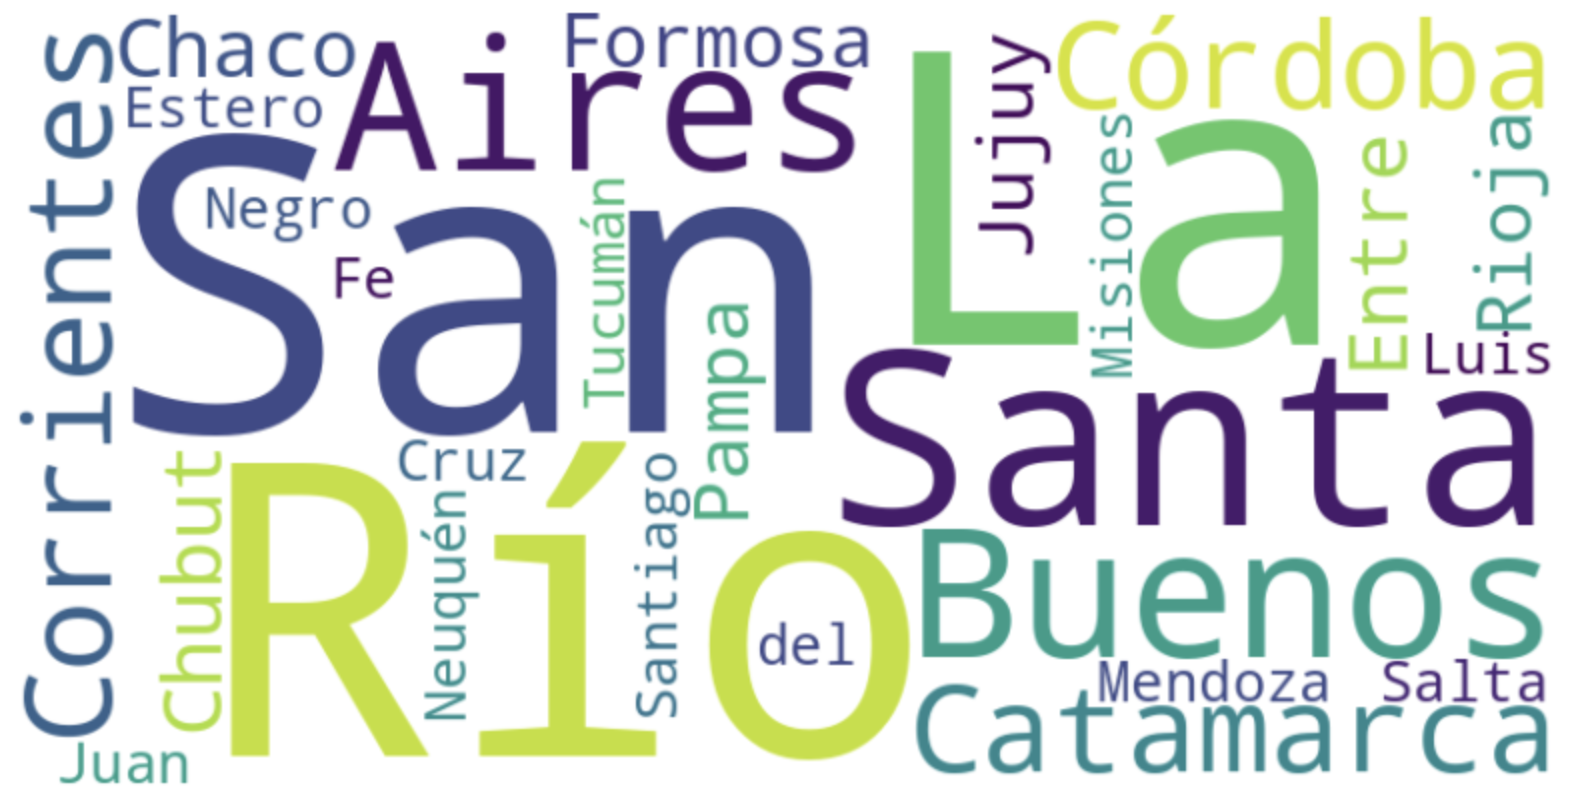 Corrientes
Chaco
Estero
Aires
Formosa
San
Negro
Fe
Tucumán
Pampa
La
Jujuy
Misiones
Córdoba
Entre
Rioja
Luis
Santa
Chubut
Río
Cruz
Neuquén
Santiago
del
Buenos
Mendoza
Salta
Catamarca
Juan